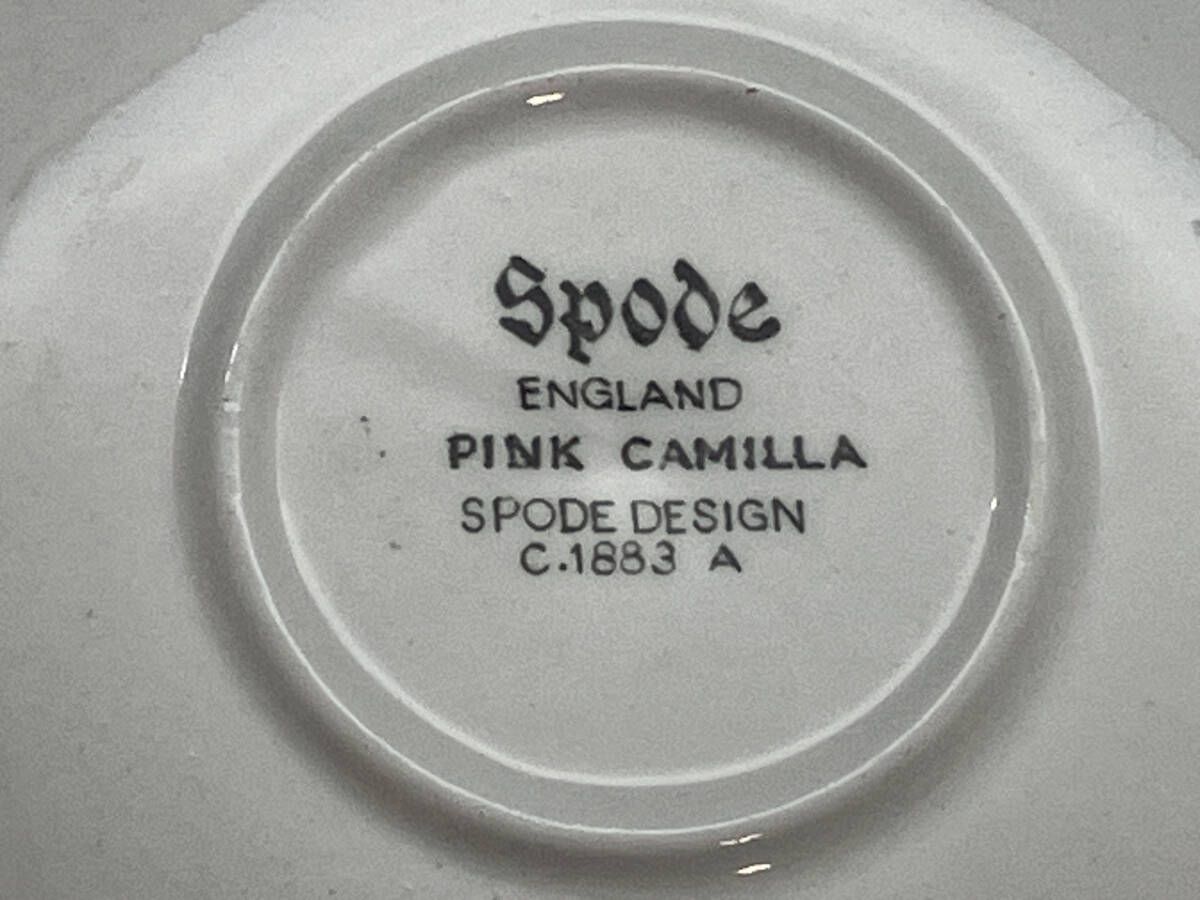 Spode
ENGLAND
PINK CAMILLA
SPODE DESIGN
C.1883 A